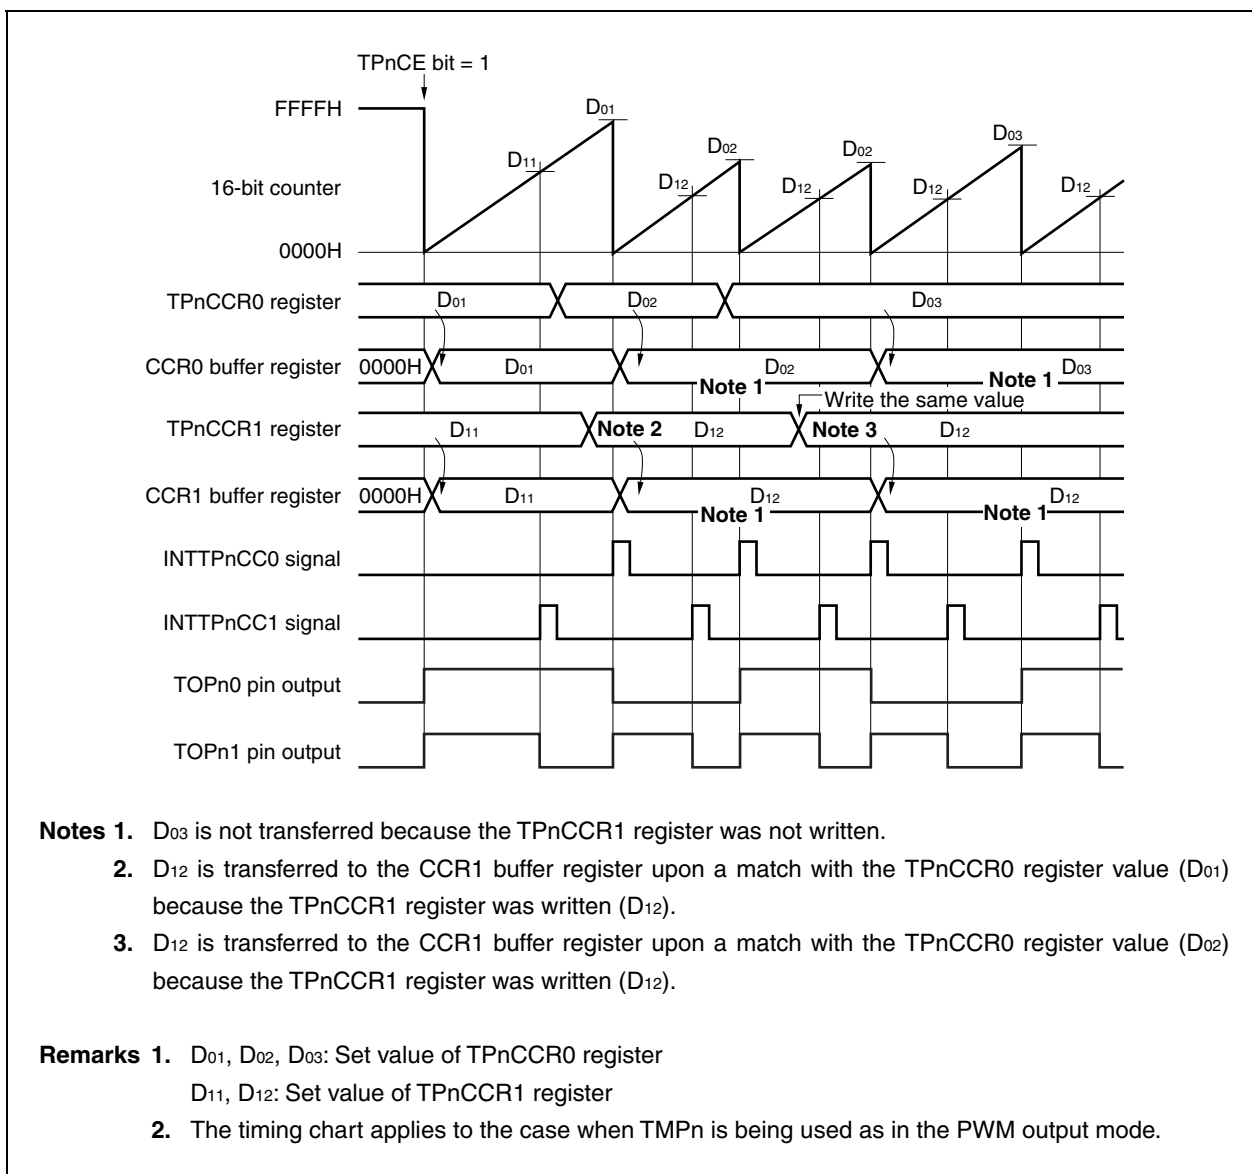 TPnCE bit = 1
FFFFH
D01
D11
D02
D02
D03
D12
D12
D12
D12
16-bit counter
0000H
TPnCCR0 register
D01
D02
D03
CCR0 buffer register
0000H
D01
D02
D03
Note 1
Note 1
Write the same value
TPnCCR1 register
D11
Note 2
D12
Note 3
D12
CCR1 buffer register
0000H
D11
D12
D12
Note 1
Note 1
INTTPnCC0 signal
INTTPnCC1 signal
TOPn0 pin output
TOPn1 pin output
Notes 1. D03 is not transferred because the TPnCCR1 register was not written.
2. D12 is transferred to the CCR1 buffer register upon a match with the TPnCCR0 register value (D01)
because the TPnCCR1 register was written (D12).
3. D12 is transferred to the CCR1 buffer register upon a match with the TPnCCR0 register value (D02)
because the TPnCCR1 register was written (D12).
Remarks 1. D01, D02, D03: Set value of TPnCCR0 register
D11, D12: Set value of TPnCCR1 register
2. The timing chart applies to the case when TMPn is being used as in the PWM output mode.